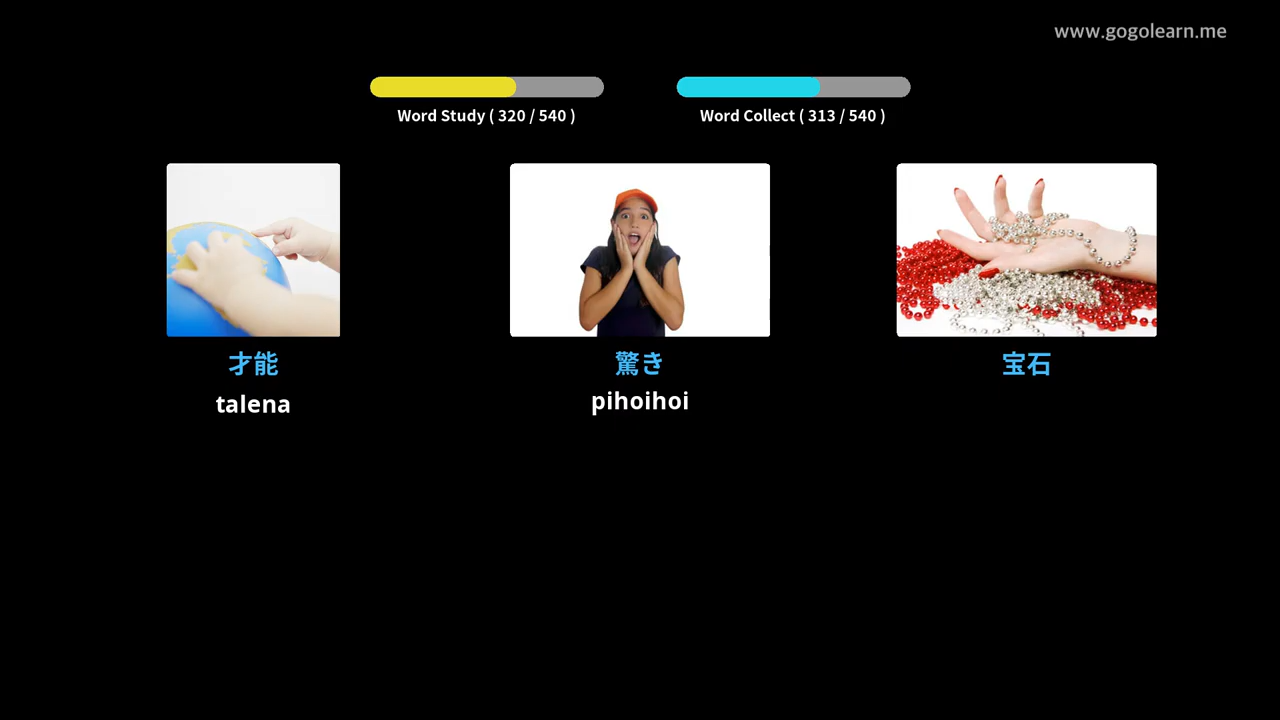 www.gogolearn.me
Word Study ( 320 / 540 )
Word Collect ( 313 / 540 )
才能
驚き
宝石
talena
pihoihoi